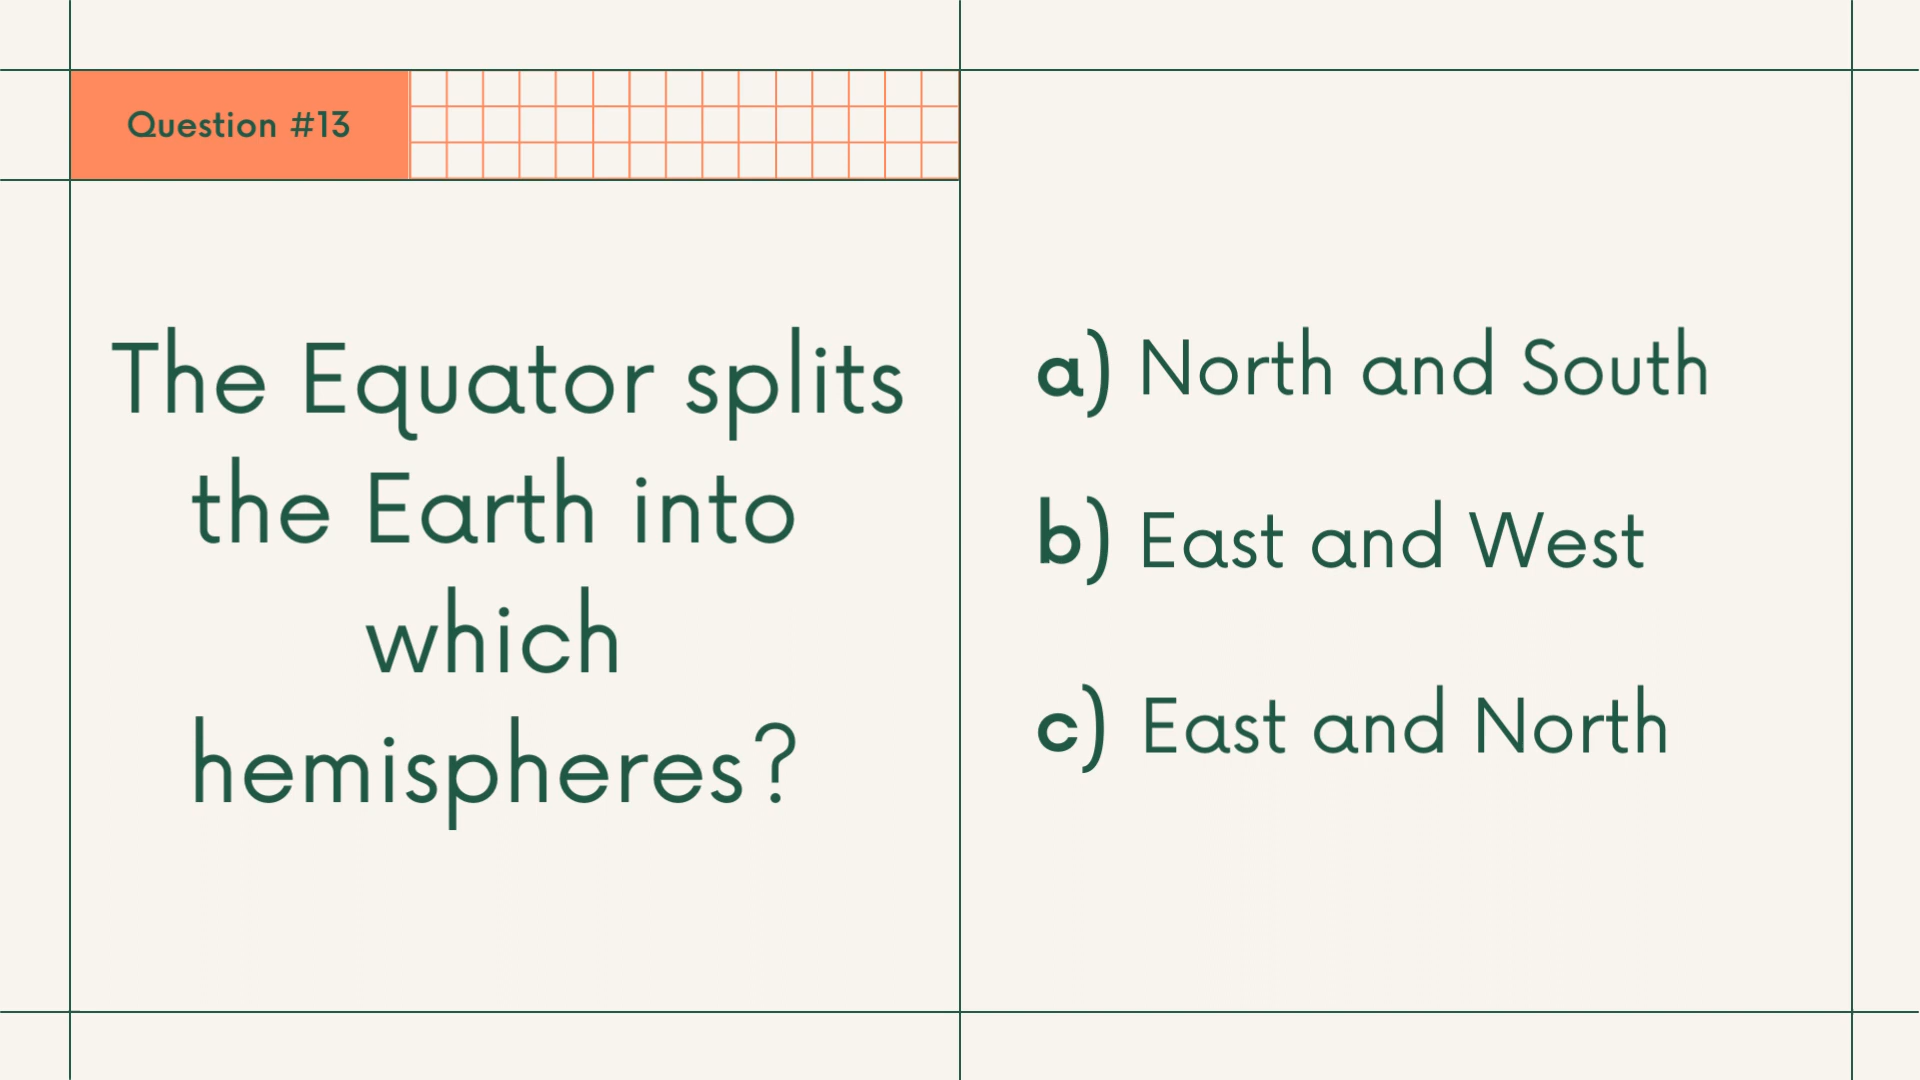 Question #13
The Equator splits
the Earth into
which
hemispheres?
a) North and South
b) East and West
c) East and North